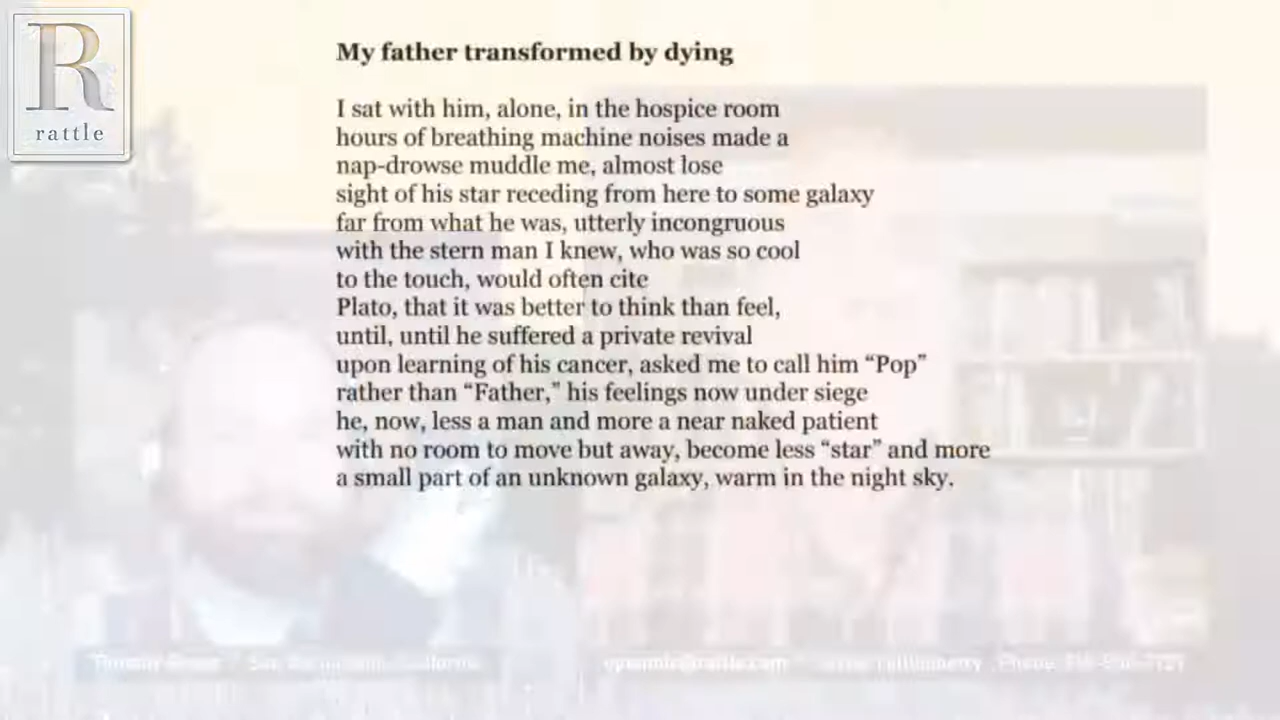 R
rattle
My father transformed by dying
I sat with him, alone, in the hospice room
hours of breathing machine noises made a
nap-drowse muddle me, almost lose
sight of his star receding from here to some galaxy
far from what he was, utterly incongruous
with the stern man I knew, who was so cool
to the touch, would often cite
Plato, that it was better to think than feel,
until, until he suffered a private revival
upon learning of his cancer, asked me to call him “Pop”
rather than “Father,” his feelings now under siege
he, now, less a man and more a near naked patient
with no room to move but away, become less “star” and more
a small part of an unknown galaxy, warm in the night sky.